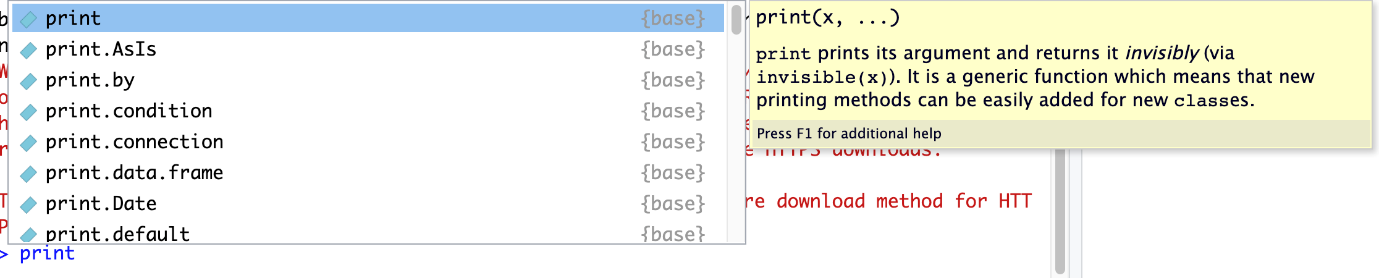 print {base}
print.AsIs {base}
print.by {base}
print.condition {base}
print.connection {base}
print.data.frame {base}
print.Date {base}
print.default {base}
print(x, ...)
print prints its argument and returns it invisibly (via
invisible(x)). It is a generic function which means that new
printing methods can be easily added for new classes.
Press F1 for additional help
HTTPS downloads.
re download method for HTT
P
> print